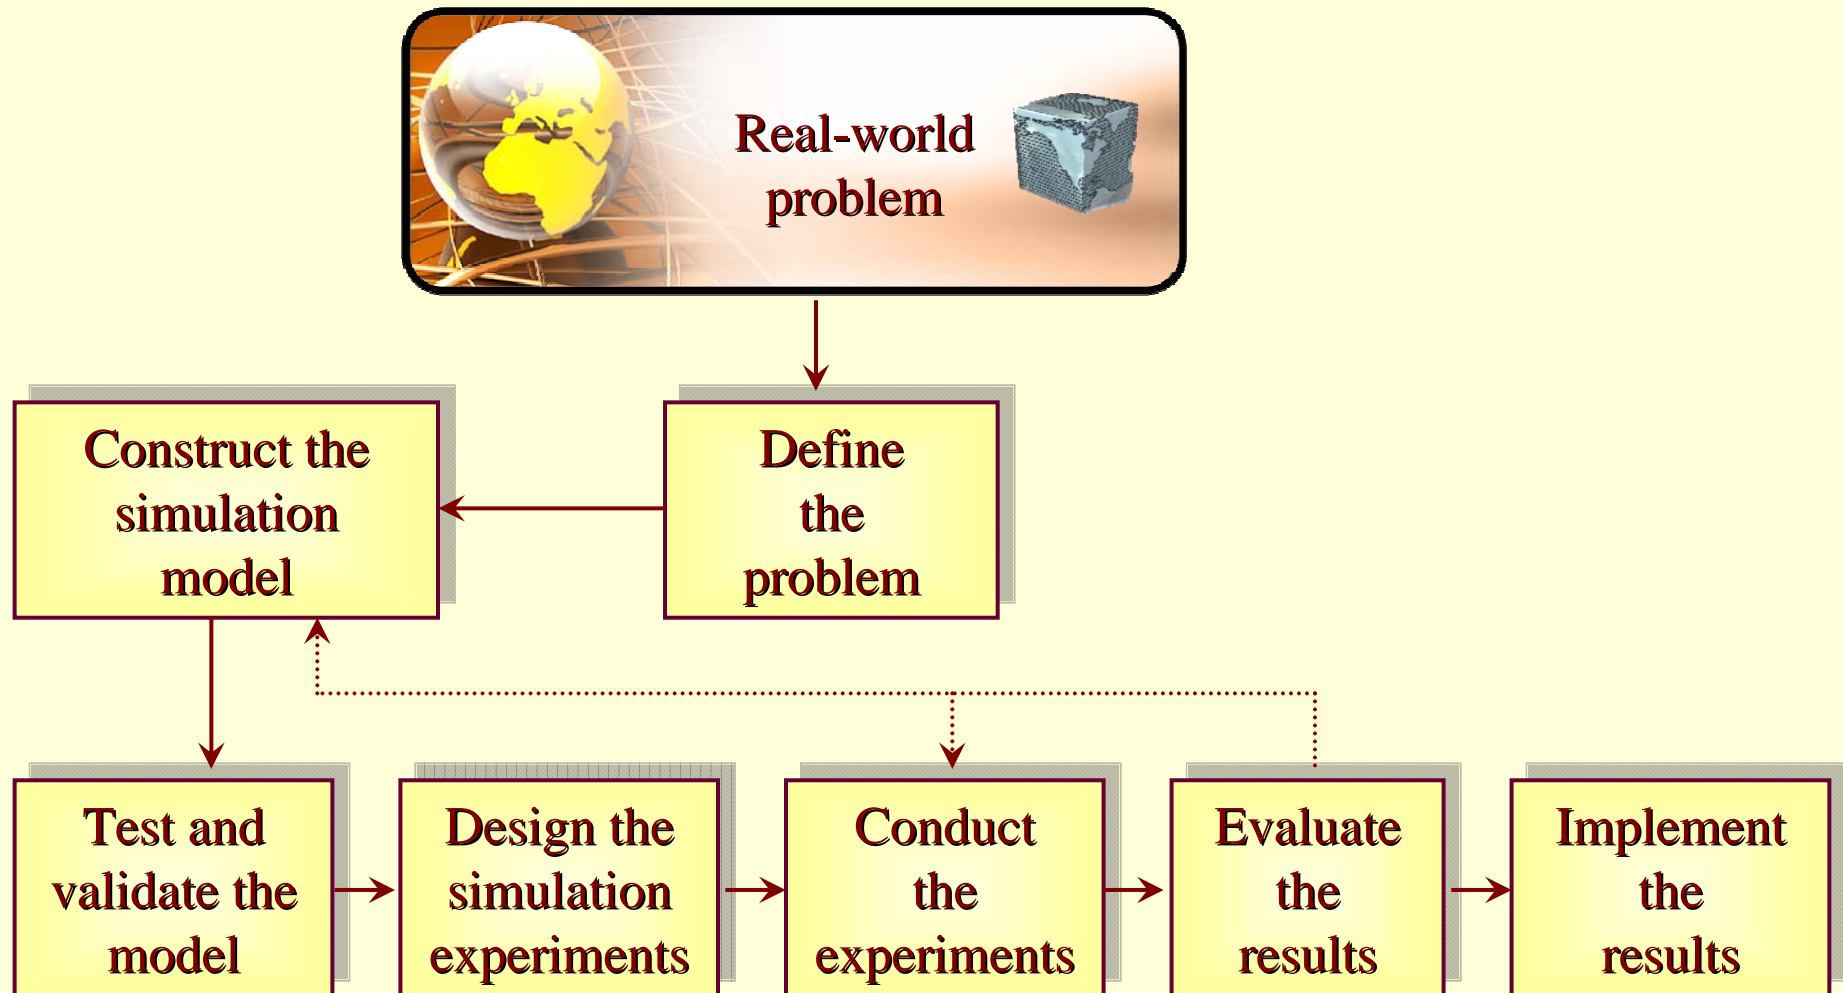 Real-world
problem
Define
the
problem
Construct the
simulation
model
Test and
validate the
model
Design the
simulation
experiments
Conduct
the
experiments
Evaluate
the
results
Implement
the
results